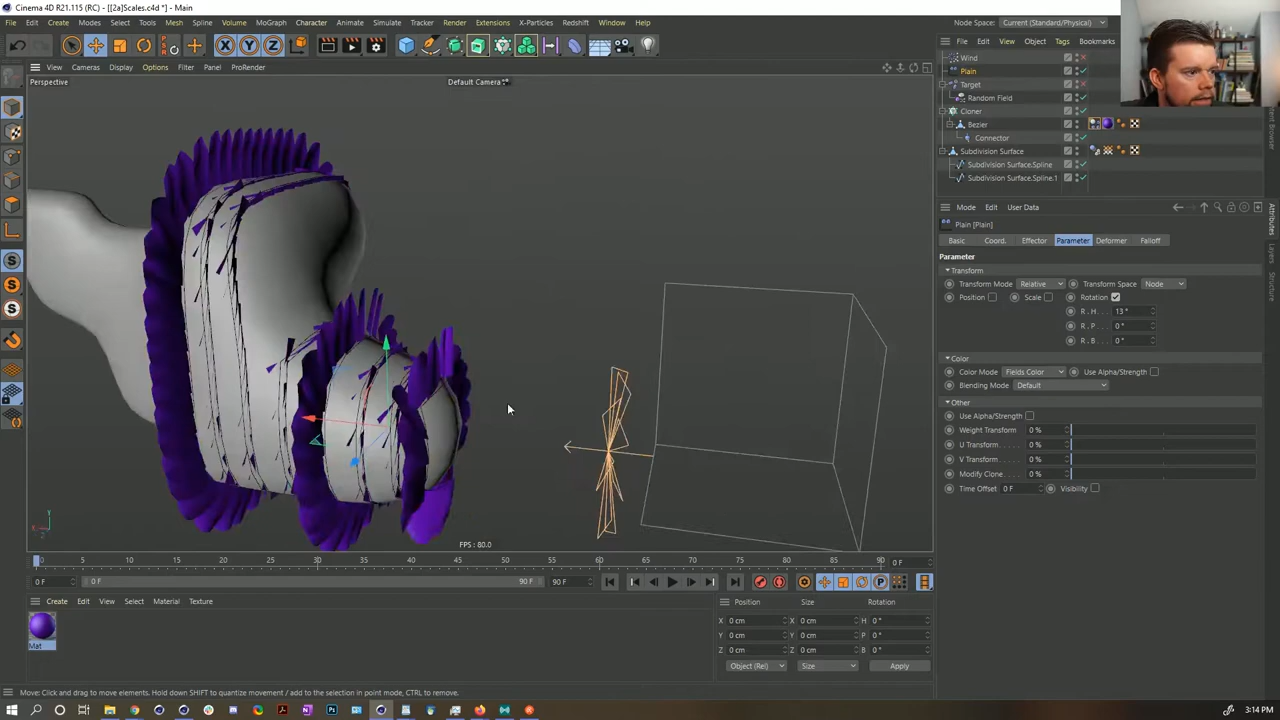 Cinema 4D R21.115 (RC) - [[2a]Scales.c4d *] - Main
Node Space: Current (Standard/Physical)
File Edit Create Modes Select Tools Mesh Spline Volume MoGraph Character Animate Simulate Tracker Render Extensions X-Particles Redshift Window Help
File Edit View Object Tags Bookmarks
View Cameras Display Options Filter Panel ProRender
Perspective
Default Camera
Wind
Plain
Target
Random Field
Cloner
Bezier
Connector
Subdivision Surface
Subdivision Surface.Spline
Subdivision Surface.Spline.1
Mode Edit User Data
Plain [Plain]
Basic Coord. Effector Parameter Deformer Falloff
Parameter
Transform
Transform Mode Relative Transform Space Node
Position Scale Rotation
R . H 13 °
R . P 0 °
R . B 0 °
Color
Color Mode Fields Color Use Alpha/Strength
Blending Mode Default
Other
Use Alpha/Strength
Weight Transform 0 %
U Transform 0 %
V Transform 0 %
Modify Clone 0 %
Time Offset 0 F Visibility
Attributes
Layers
Structure
FPS : 80.0
0 5 10 15 20 25 30 35 40 45 50 55 60 65 70 75 80 85 90 0 F
0 F 0 F 90 F 90 F
Create Edit View Select Material Texture
Mat
Position Size Rotation
X 0 cm X 0 cm H 0 °
Y 0 cm Y 0 cm P 0 °
Z 0 cm Z 0 cm B 0 °
Object (Rel) Size Apply
Move: Click and drag to move elements. Hold down SHIFT to quantize movement / add to the selection in point mode, CTRL to remove.
3:14 PM